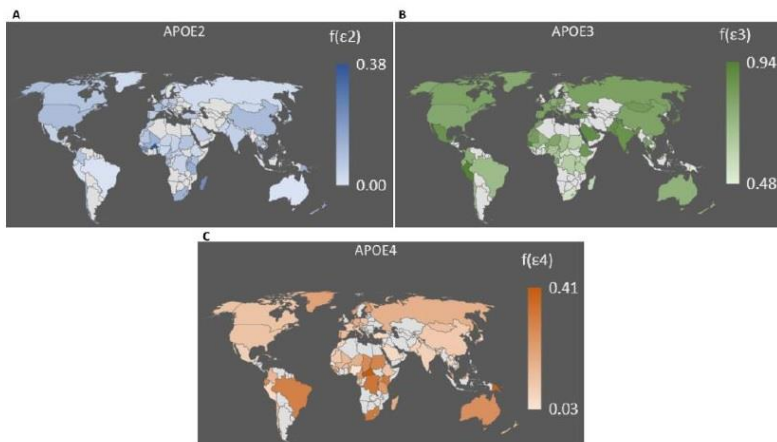 A
APOE2
f(ε2)
0.38
0.00
B
APOE3
f(ε3)
0.94
0.48
C
APOE4
f(ε4)
0.41
0.03